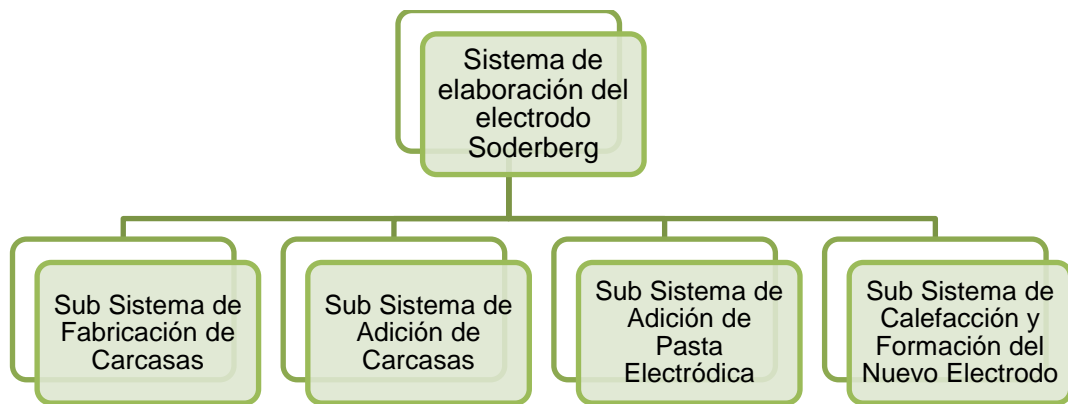 Sistema de
elaboración del
electrodo
Soderberg
Sub Sistema de
Fabricación de
Carcasas
Sub Sistema de
Adición de
Carcasas
Sub Sistema de
Adición de
Pasta
Electródica
Sub Sistema de
Calefacción y
Formación del
Nuevo Electrodo